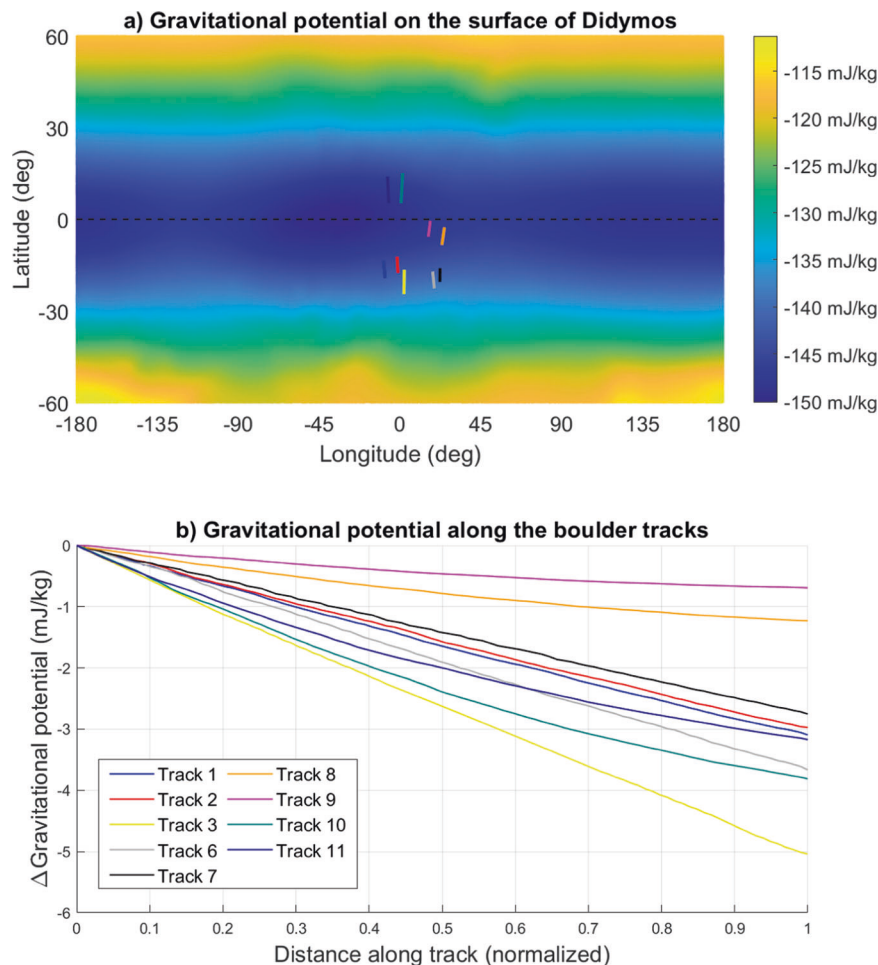 a) Gravitational potential on the surface of Didymos
60
30
0
-30
-60
Latitude (deg)
-180 -135 -90 -45 0 45 90 135 180
Longitude (deg)
-115 mJ/kg
-120 mJ/kg
-125 mJ/kg
-130 mJ/kg
-135 mJ/kg
-140 mJ/kg
-145 mJ/kg
-150 mJ/kg
b) Gravitational potential along the boulder tracks
0
-1
-2
-3
-4
-5
-6
ΔGravitational potential (mJ/kg)
Track 1 Track 8
Track 2 Track 9
Track 3 Track 10
Track 6 Track 11
Track 7
0 0.1 0.2 0.3 0.4 0.5 0.6 0.7 0.8 0.9 1
Distance along track (normalized)